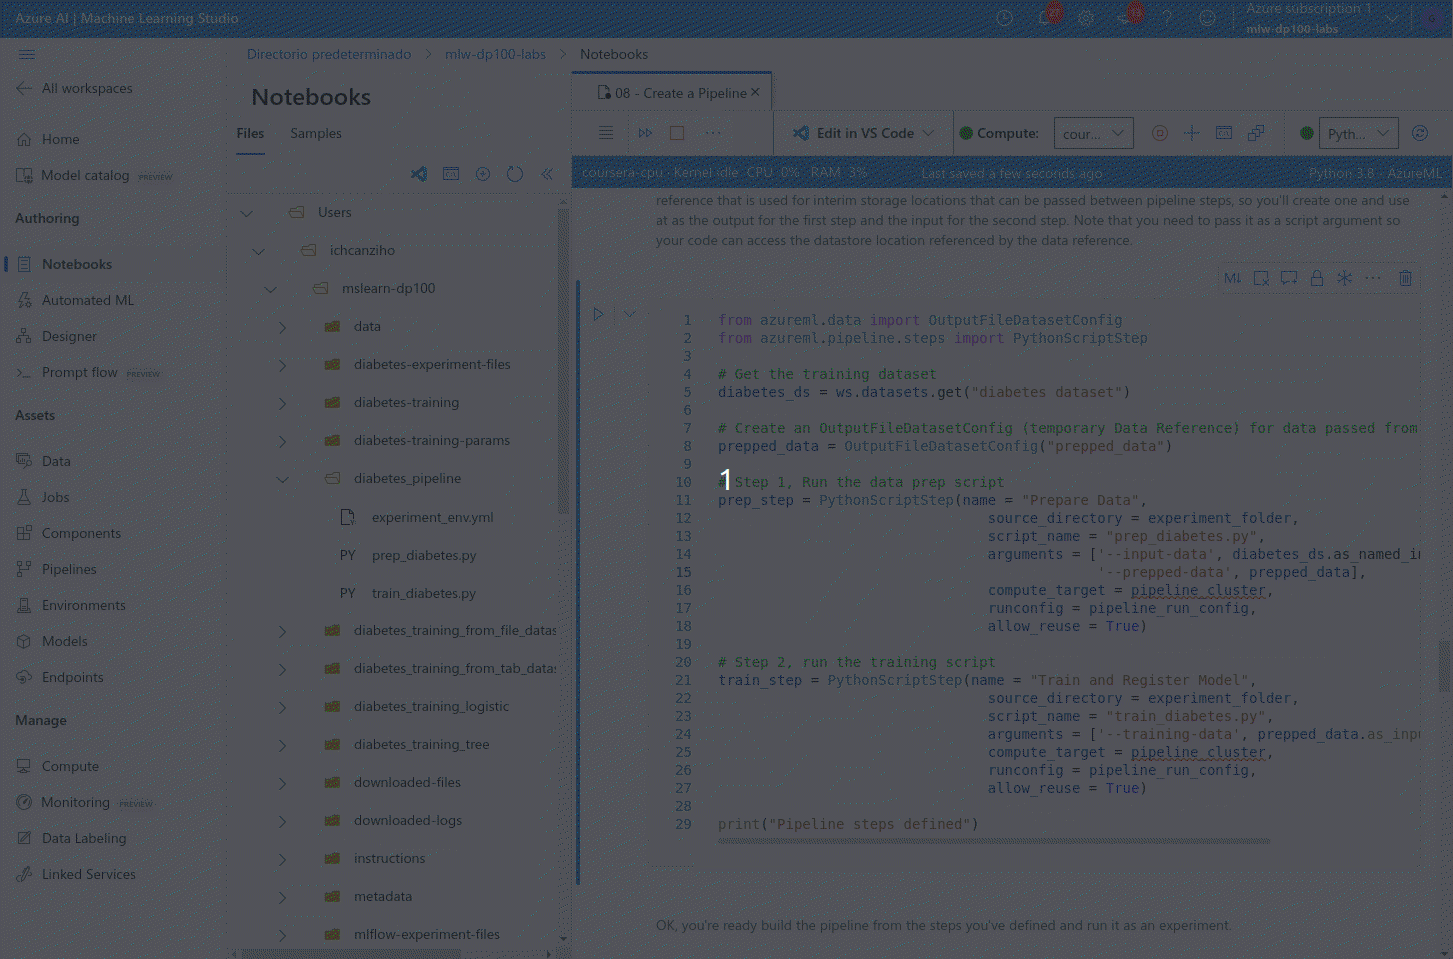 Azure AI | Machine Learning Studio
27
Azure subscription 1
mlw-dp100-labs
All workspaces
Home
Model catalog PREVIEW
Authoring
Notebooks
Automated ML
Designer
Prompt flow PREVIEW
Assets
Data
Jobs
Components
Pipelines
Environments
Models
Endpoints
Manage
Compute
Monitoring PREVIEW
Data Labeling
Linked Services
Directorio predeterminado > mlw-dp100-labs > Notebooks
Notebooks
Files Samples
Users
ichcanziho
mslearn-dp100
data
diabetes-experiment-files
diabetes-training
diabetes-training-params
diabetes_pipeline
experiment_env.yml
PY prep_diabetes.py
PY train_diabetes.py
diabetes_training_from_file_datas
diabetes_training_from_tab_datas
diabetes_training_logistic
diabetes_training_tree
downloaded-files
downloaded-logs
instructions
metadata
mlflow-experiment-files
08 - Create a Pipeline ×
... Edit in VS Code Compute: cour... Pyth...
coursera-cpu · Kernel idle CPU 0% RAM 3% Last saved a few seconds ago Python 3.8 - AzureML
reference that is used for interim storage locations that can be passed between pipeline steps, so you'll create one and use
at as the output for the first step and the input for the second step. Note that you need to pass it as a script argument so
your code can access the datastore location referenced by the data reference.
M↓ ...
1 from azureml.data import OutputFileDatasetConfig
2 from azureml.pipeline.steps import PythonScriptStep
3
4 # Get the training dataset
5 diabetes_ds = ws.datasets.get("diabetes dataset")
6
7 # Create an OutputFileDatasetConfig (temporary Data Reference) for data passed from
8 prepped_data = OutputFileDatasetConfig("prepped_data")
9
10 # Step 1, Run the data prep script
11 prep_step = PythonScriptStep(name = "Prepare Data",
12 source_directory = experiment_folder,
13 script_name = "prep_diabetes.py",
14 arguments = ['--input-data', diabetes_ds.as_named_in
15 '--prepped-data', prepped_data],
16 compute_target = pipeline_cluster,
17 runconfig = pipeline_run_config,
18 allow_reuse = True)
19
20 # Step 2, run the training script
21 train_step = PythonScriptStep(name = "Train and Register Model",
22 source_directory = experiment_folder,
23 script_name = "train_diabetes.py",
24 arguments = ['--training-data', prepped_data.as_inpu
25 compute_target = pipeline_cluster,
26 runconfig = pipeline_run_config,
27 allow_reuse = True)
28
29 print("Pipeline steps defined")
1
OK, you're ready build the pipeline from the steps you've defined and run it as an experiment.